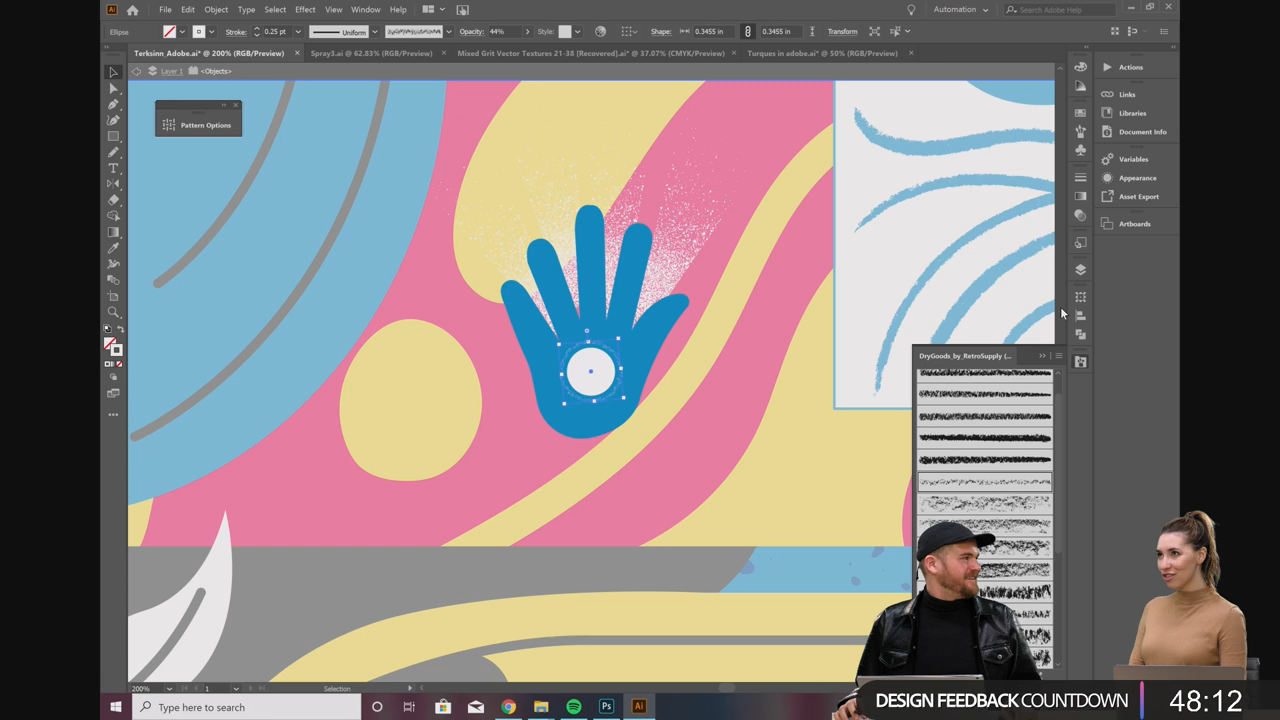 Ai File Edit Object Type Select Effect View Window Help Automation Search Adobe Help
Ellipse Stroke: 0.25 pt Uniform Opacity: 44% Style: Shape: 0.3455 in 0.3455 in Transform
Terksinn_Adobe.ai* @ 200% (RGB/Preview) × Spray3.ai @ 62.83% (RGB/Preview) × Mixed Grit Vector Textures 21-38 [Recovered].ai* @ 37.07% (CMYK/Preview) × Turques in adobe.ai* @ 50% (RGB/Preview) ×
Layer 1 <Objects>
Actions
Links
Libraries
Document Info
Variables
Appearance
Asset Export
Artboards
Pattern Options
DryGoods_by_RetroSupply (...
200% 1 Selection
Type here to search
Ps Ai
DESIGN FEEDBACK COUNTDOWN 48:12